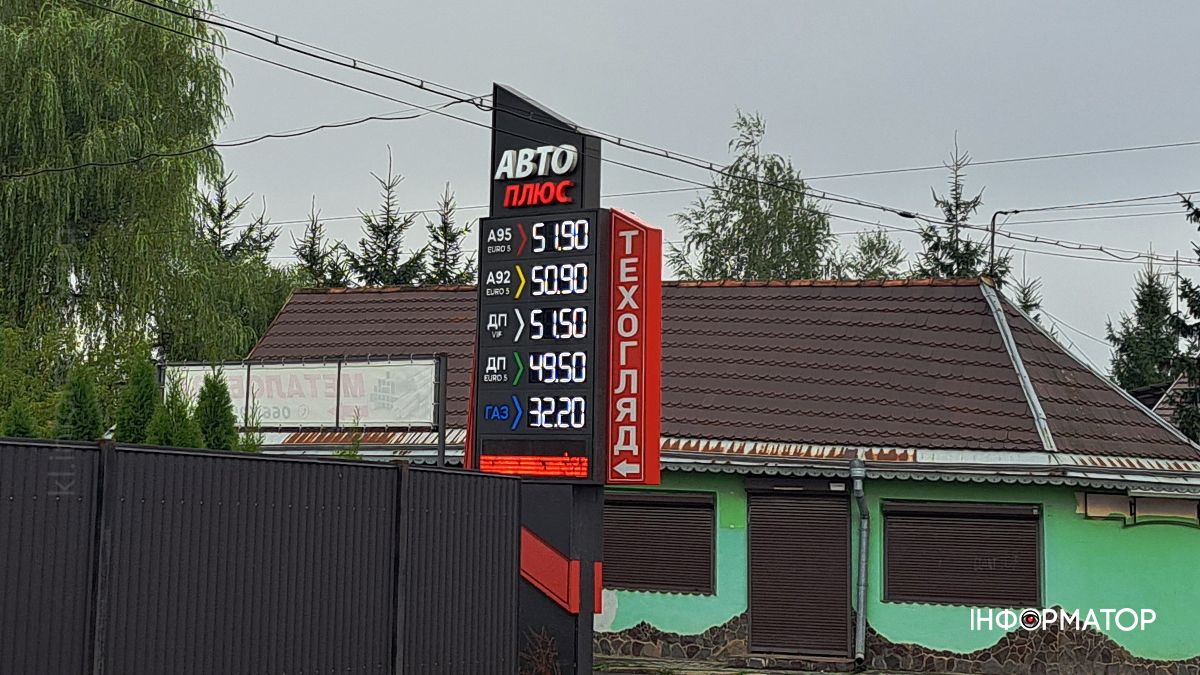 АВТО
ПЛЮС
А95 EURO 5 51.90
А92 EURO 5 50.90
ДП VIF 51.50
ДП EURO 5 49.50
ГАЗ 32.20
ТЕХОГЛЯД
ІНФОРМАТОР